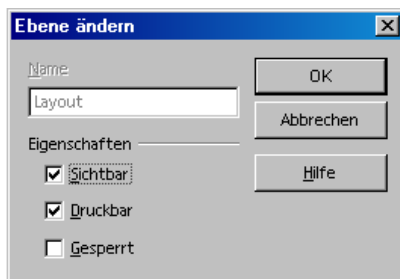 Ebene ändern
Name
Layout
Eigenschaften
Sichtbar
Druckbar
Gesperrt
OK
Abbrechen
Hilfe